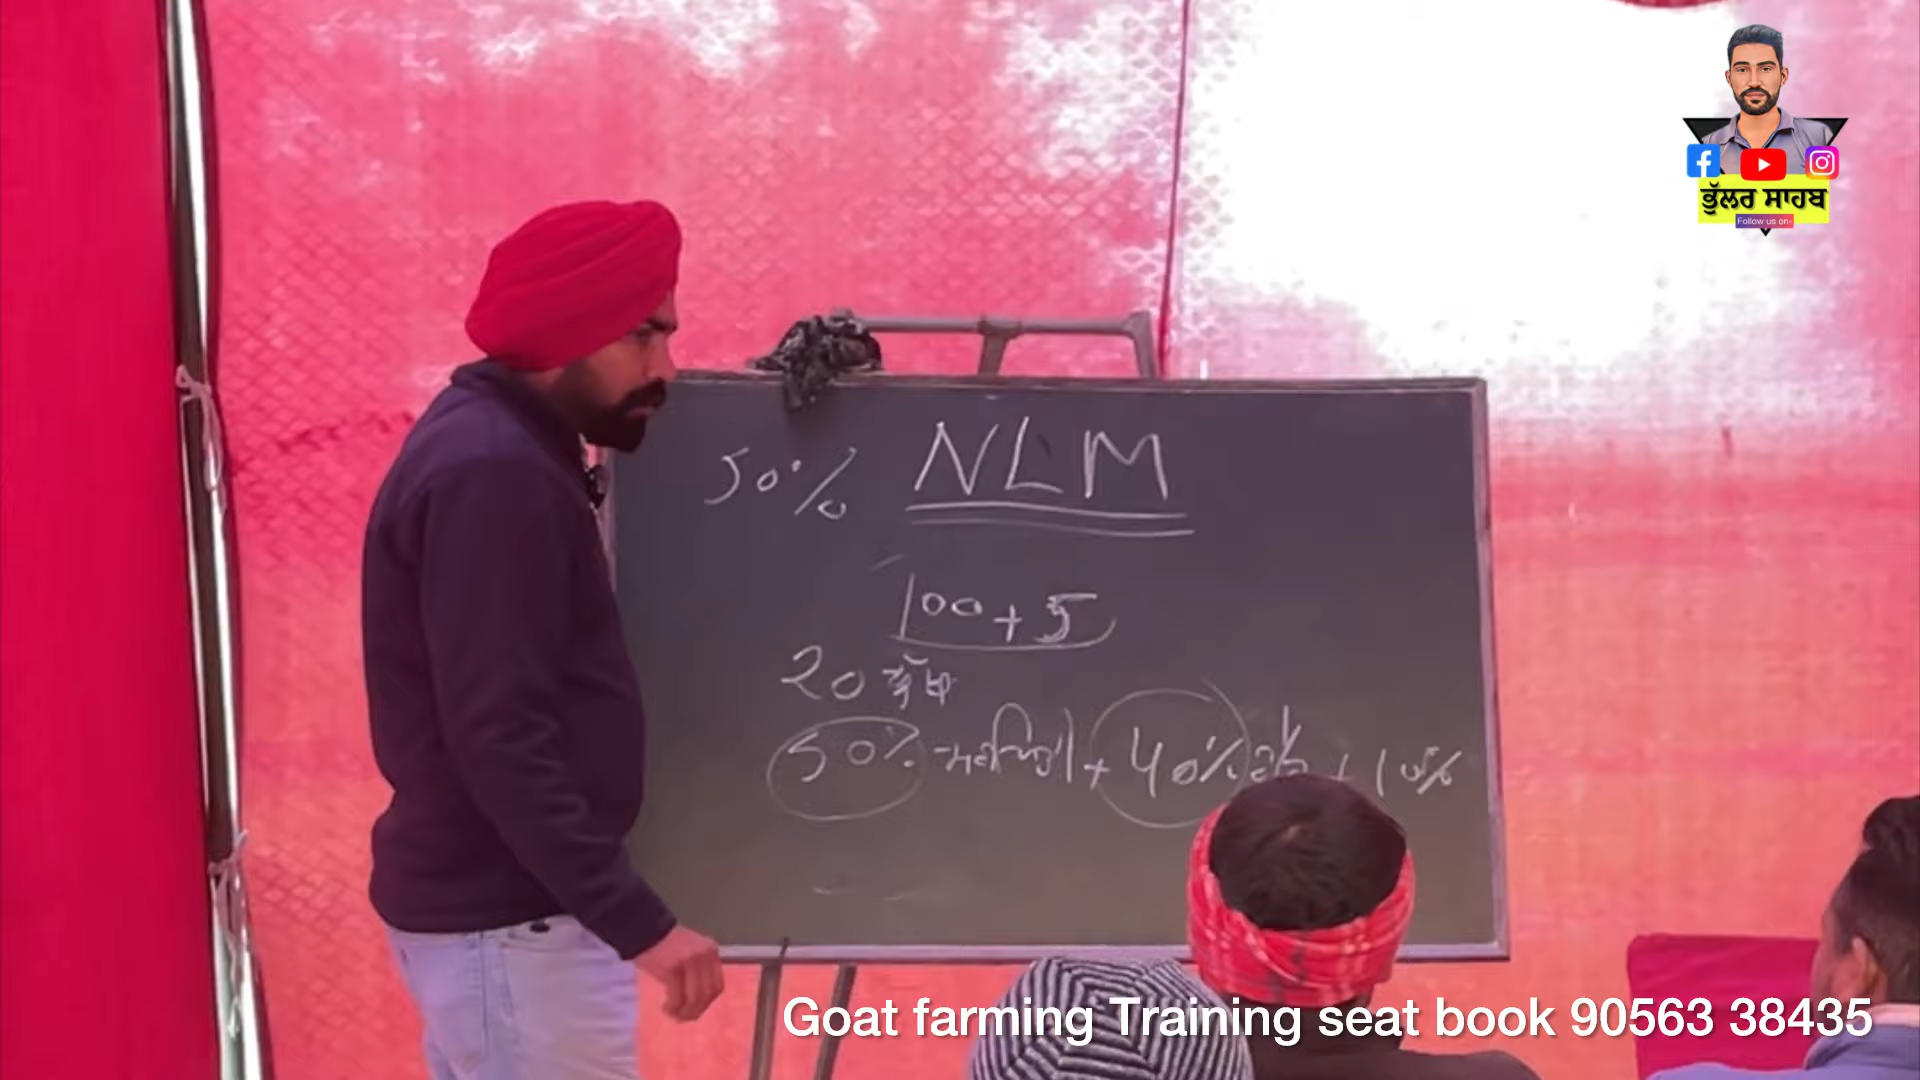 ਭੁੱਲਰ ਸਾਹਬ
Follow us on-
50% NLM
100 + 5
20 ਲੱਖ
50% + 40% + 10%
Goat farming Training seat book 90563 38435